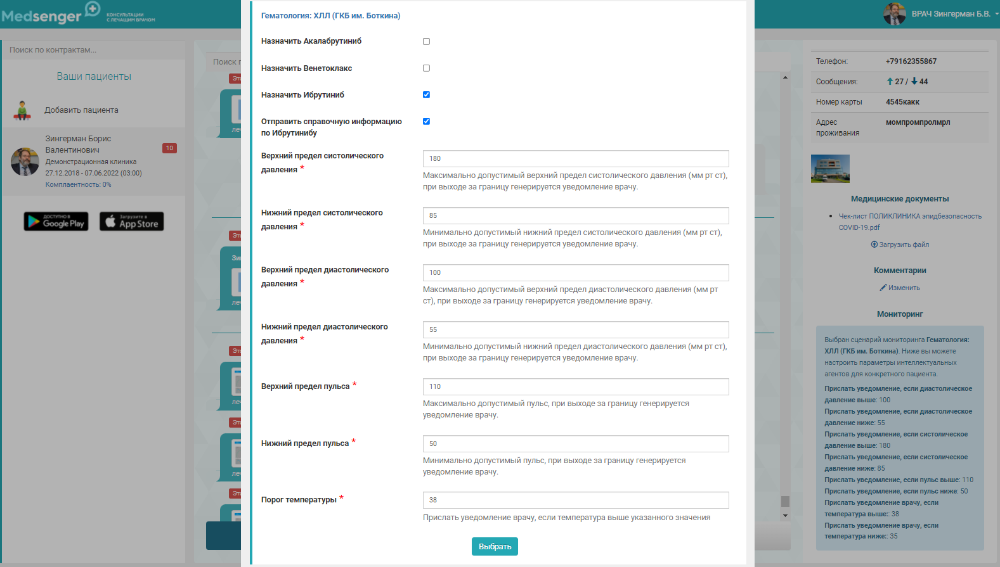 Medsenger
КОНСУЛЬТАЦИИ
С ЛЕЧАЩИМ ВРАЧОМ
ВРАЧ Зингерман Б.В.
Поиск по контрактам...
Ваши пациенты
Добавить пациента
Зингерман Борис
Валентинович
10
Демонстрационная клиника
27.12.2018 - 07.06.2022 (03:00)
Комплаентность: 0%
ДОСТУПНО В
Google Play
Загрузите в
App Store
Поиск п
Это
леч
Это
Зин
леч
Это
леч
Это
леч
Это
Гематология: ХЛЛ (ГКБ им. Боткина)
Назначить Акалабрутиниб
Назначить Венетоклакс
Назначить Ибрутиниб
Отправить справочную информацию
по Ибрутинибу
Верхний предел систолического
давления *
180
Максимально допустимый верхний предел систолического давления (мм рт ст),
при выходе за границу генерируется уведомление врачу.
Нижний предел систолического
давления *
85
Минимально допустимый нижний предел систолического давления (мм рт ст),
при выходе за границу генерируется уведомление врачу.
Верхний предел диастолического
давления *
100
Максимально допустимый верхний предел диастолического давления (мм рт
ст), при выходе за границу генерируется уведомление врачу.
Нижний предел диастолического
давления *
55
Минимально допустимый нижний предел диастолического давления (мм рт ст),
при выходе за границу генерируется уведомление врачу.
Верхний предел пульса *
110
Максимально допустимый пульс, при выходе за границу генерируется
уведомление врачу.
Нижний предел пульса *
50
Минимально допустимый пульс, при выходе за границу генерируется
уведомление врачу.
Порог температуры *
38
Прислать уведомление врачу, если температура выше указанного значения
Выбрать
Телефон: +79162355867
Сообщения: 27 / 44
Номер карты 4545какк
Адрес
проживания
момпромпролмрл
Медицинские документы
Чек-лист ПОЛИКЛИНИКА эпидбезопасность
COVID-19.pdf
Загрузить файл
Комментарии
Изменить
Мониторинг
Выбран сценарий мониторинга Гематология:
ХЛЛ (ГКБ им. Боткина). Ниже вы можете
настроить параметры интеллектуальных
агентов для конкретного пациента.
Прислать уведомление, если диастолическое
давление выше: 100
Прислать уведомление, если диастолическое
давление ниже: 55
Прислать уведомление, если систолическое
давление выше: 180
Прислать уведомление, если систолическое
давление ниже: 85
Прислать уведомление, если пульс выше: 110
Прислать уведомление, если пульс ниже: 50
Прислать уведомление врачу, если
температура выше:: 38
Прислать уведомление врачу, если
температура ниже:: 35